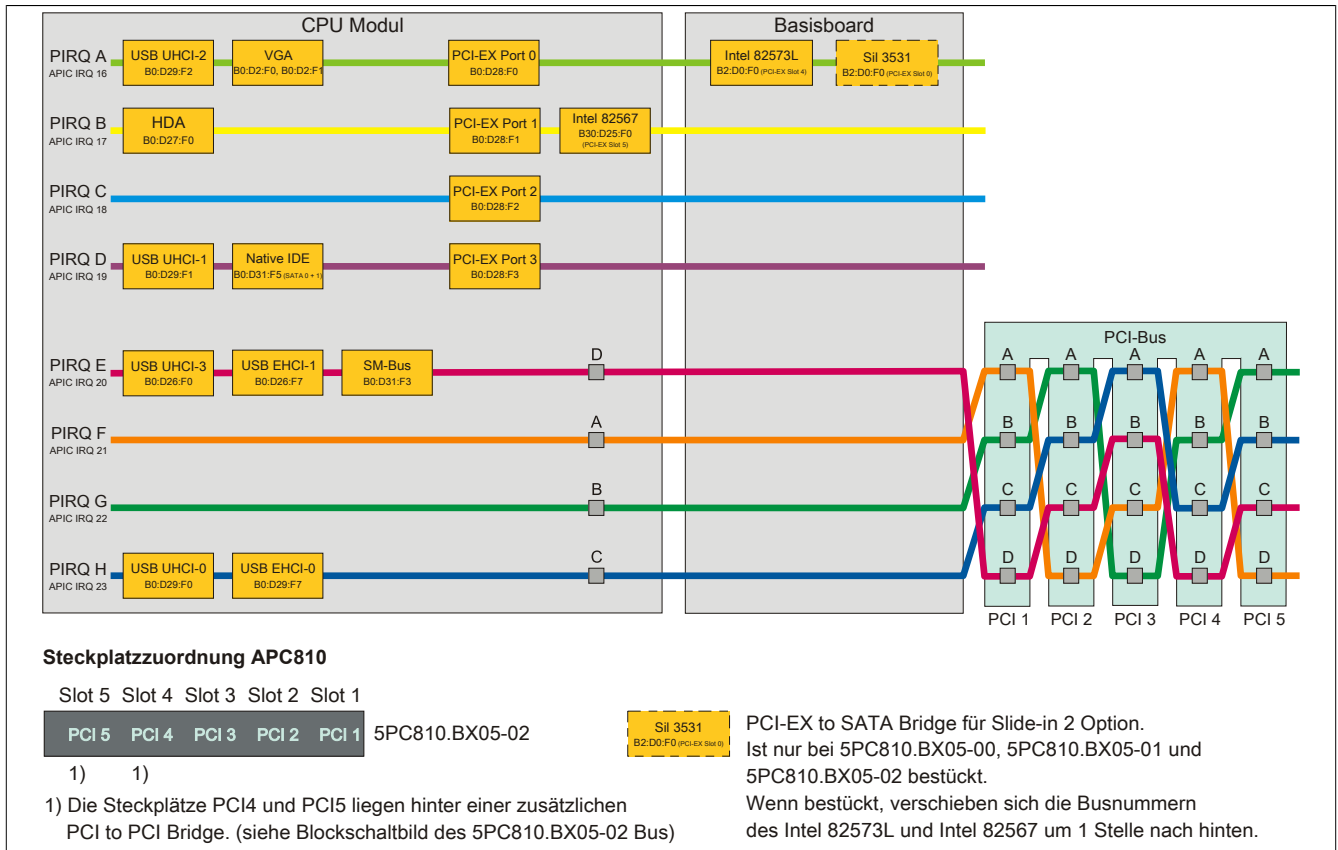 CPU Modul
Basisboard
PIRQ A
APIC IRQ 16
USB UHCI-2
B0:D29:F2
VGA
B0:D2:F0, B0:D2:F1
PCI-EX Port 0
B0:D28:F0
Intel 82573L
B2:D0:F0 (PCI-EX Slot 4)
Sil 3531
B2:D0:F0 (PCI-EX Slot 0)
PIRQ B
APIC IRQ 17
HDA
B0:D27:F0
PCI-EX Port 1
B0:D28:F1
Intel 82567
B30:D25:F0
(PCI-EX Slot 5)
PIRQ C
APIC IRQ 18
PCI-EX Port 2
B0:D28:F2
PIRQ D
APIC IRQ 19
USB UHCI-1
B0:D29:F1
Native IDE
B0:D31:F5 (SATA 0 + 1)
PCI-EX Port 3
B0:D28:F3
PCI-Bus
PIRQ E
APIC IRQ 20
USB UHCI-3
B0:D26:F0
USB EHCI-1
B0:D26:F7
SM-Bus
B0:D31:F3
D
A A A A A
PIRQ F
APIC IRQ 21
A
B B B B B
PIRQ G
APIC IRQ 22
B
C C C C C
PIRQ H
APIC IRQ 23
USB UHCI-0
B0:D29:F0
USB EHCI-0
B0:D29:F7
C
D D D D D
PCI 1 PCI 2 PCI 3 PCI 4 PCI 5
Steckplatzzuordnung APC810
Slot 5 Slot 4 Slot 3 Slot 2 Slot 1
PCI 5 PCI 4 PCI 3 PCI 2 PCI 1 5PC810.BX05-02
1) 1)
1) Die Steckplätze PCI4 und PCI5 liegen hinter einer zusätzlichen
PCI to PCI Bridge. (siehe Blockschaltbild des 5PC810.BX05-02 Bus)
Sil 3531
B2:D0:F0 (PCI-EX Slot 0)
PCI-EX to SATA Bridge für Slide-in 2 Option.
Ist nur bei 5PC810.BX05-00, 5PC810.BX05-01 und
5PC810.BX05-02 bestückt.
Wenn bestückt, verschieben sich die Busnummern
des Intel 82573L und Intel 82567 um 1 Stelle nach hinten.